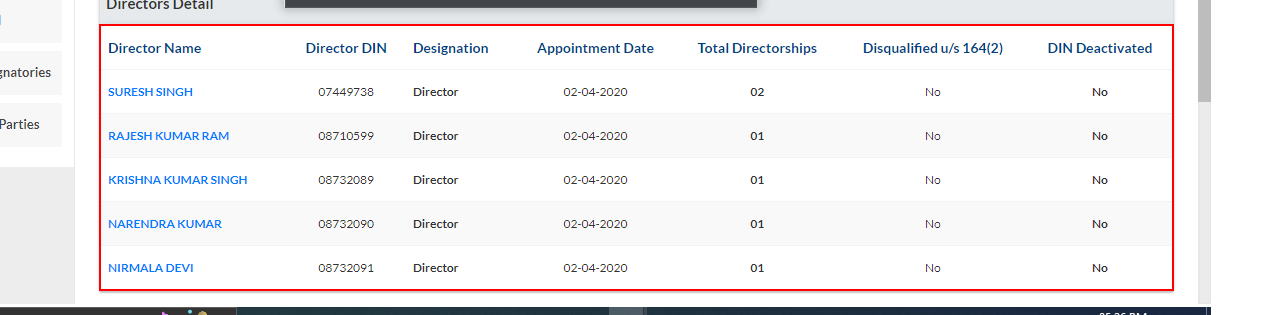 Directors Detail
gnatories
Parties
Director Name Director DIN Designation Appointment Date Total Directorships Disqualified u/s 164(2) DIN Deactivated
SURESH SINGH 07449738 Director 02-04-2020 02 No No
RAJESH KUMAR RAM 08710599 Director 02-04-2020 01 No No
KRISHNA KUMAR SINGH 08732089 Director 02-04-2020 01 No No
NARENDRA KUMAR 08732090 Director 02-04-2020 01 No No
NIRMALA DEVI 08732091 Director 02-04-2020 01 No No